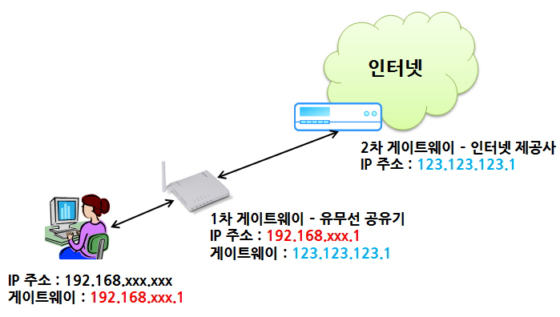 인터넷
2차 게이트웨이 - 인터넷 제공사
IP 주소 : 123.123.123.1
1차 게이트웨이 - 유무선 공유기
IP 주소 : 192.168.xxx.1
게이트웨이 : 123.123.123.1
IP 주소 : 192.168.xxx.xxx
게이트웨이 : 192.168.xxx.1